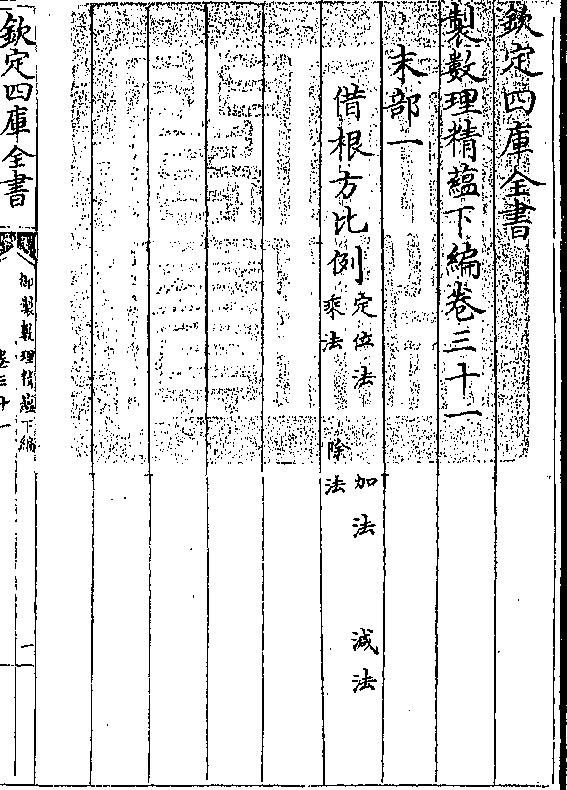 欽定四庫全書
製數理精蘊下編卷三十一
末部一
借根方比例
定位法 加法 減法
乘法 除法
欽定四庫全書
御製數理精蘊下編
卷三十一
一